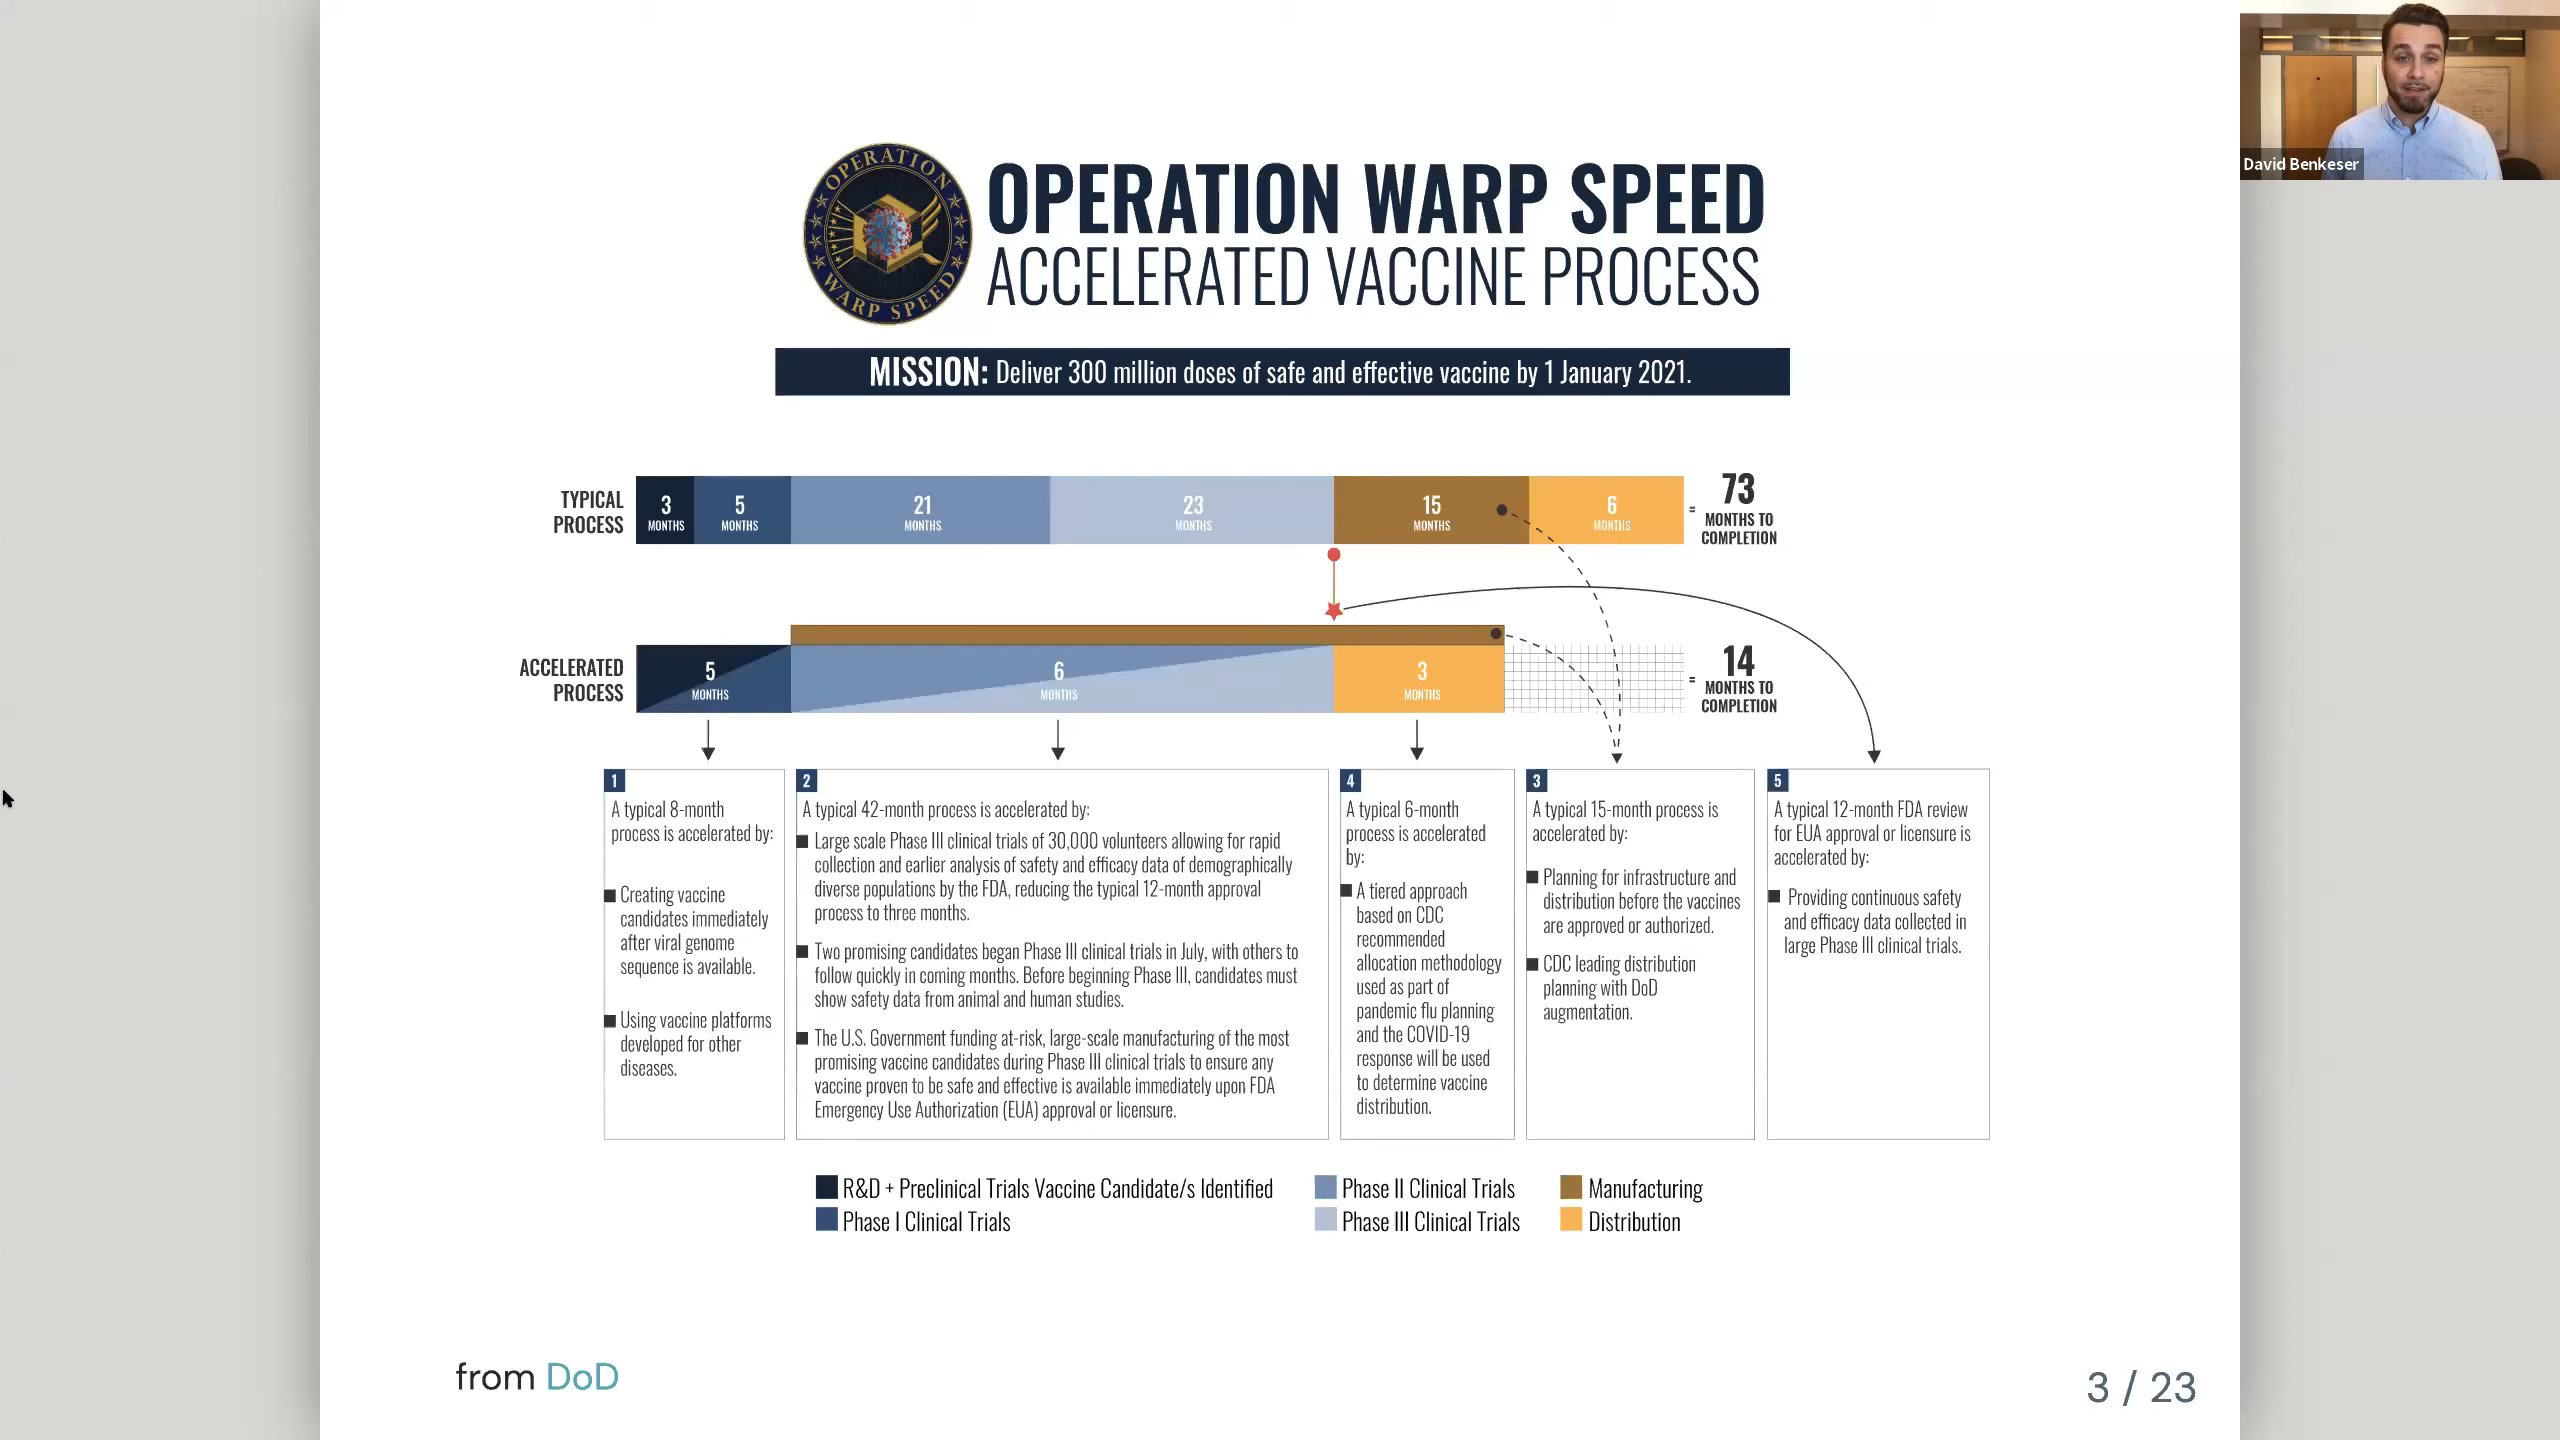 David Benkeser
OPERATION
WARP SPEED
OPERATION WARP SPEED
ACCELERATED VACCINE PROCESS
MISSION: Deliver 300 million doses of safe and effective vaccine by 1 January 2021.
TYPICAL
PROCESS
3
MONTHS
5
MONTHS
21
MONTHS
23
MONTHS
15
MONTHS
6
MONTHS
=
73
MONTHS TO
COMPLETION
ACCELERATED
PROCESS
5
MONTHS
6
MONTHS
3
MONTHS
=
14
MONTHS TO
COMPLETION
1
A typical 8-month
process is accelerated by:
Creating vaccine
candidates immediately
after viral genome
sequence is available.
Using vaccine platforms
developed for other
diseases.
2
A typical 42-month process is accelerated by:
Large scale Phase III clinical trials of 30,000 volunteers allowing for rapid
collection and earlier analysis of safety and efficacy data of demographically
diverse populations by the FDA, reducing the typical 12-month approval
process to three months.
Two promising candidates began Phase III clinical trials in July, with others to
follow quickly in coming months. Before beginning Phase III, candidates must
show safety data from animal and human studies.
The U.S. Government funding at-risk, large-scale manufacturing of the most
promising vaccine candidates during Phase III clinical trials to ensure any
vaccine proven to be safe and effective is available immediately upon FDA
Emergency Use Authorization (EUA) approval or licensure.
4
A typical 6-month
process is accelerated
by:
A tiered approach
based on CDC
recommended
allocation methodology
used as part of
pandemic flu planning
and the COVID-19
response will be used
to determine vaccine
distribution.
3
A typical 15-month process is
accelerated by:
Planning for infrastructure and
distribution before the vaccines
are approved or authorized.
CDC leading distribution
planning with DoD
augmentation.
5
A typical 12-month FDA review
for EUA approval or licensure is
accelerated by:
Providing continuous safety
and efficacy data collected in
large Phase III clinical trials.
R&D + Preclinical Trials Vaccine Candidate/s Identified
Phase I Clinical Trials
Phase II Clinical Trials
Phase III Clinical Trials
Manufacturing
Distribution
from DoD
3 / 23